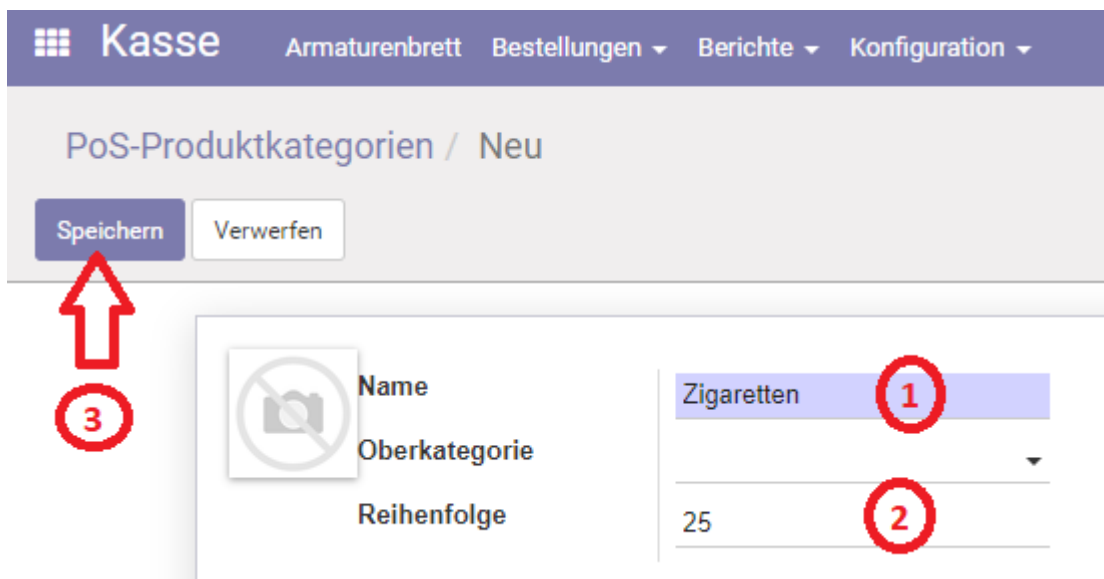 Kasse Armaturenbrett Bestellungen Berichte Konfiguration
PoS-Produktkategorien / Neu
Speichern Verwerfen
Name Zigaretten 1
3
Oberkategorie
Reihenfolge 25 2